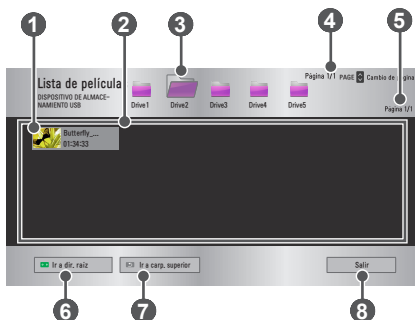 1
2
3
4
5
Lista de película
DISPOSITIVO DE ALMACE-
NAMIENTO USB
Drive1
Drive2
Drive3
Drive4
Drive5
Página 1/1
PAGE
Cambio de página
Página 1/1
Butterfly_...
01:34:33
Ir a dir. raíz
Ir a carp. superior
Salir
6
7
8